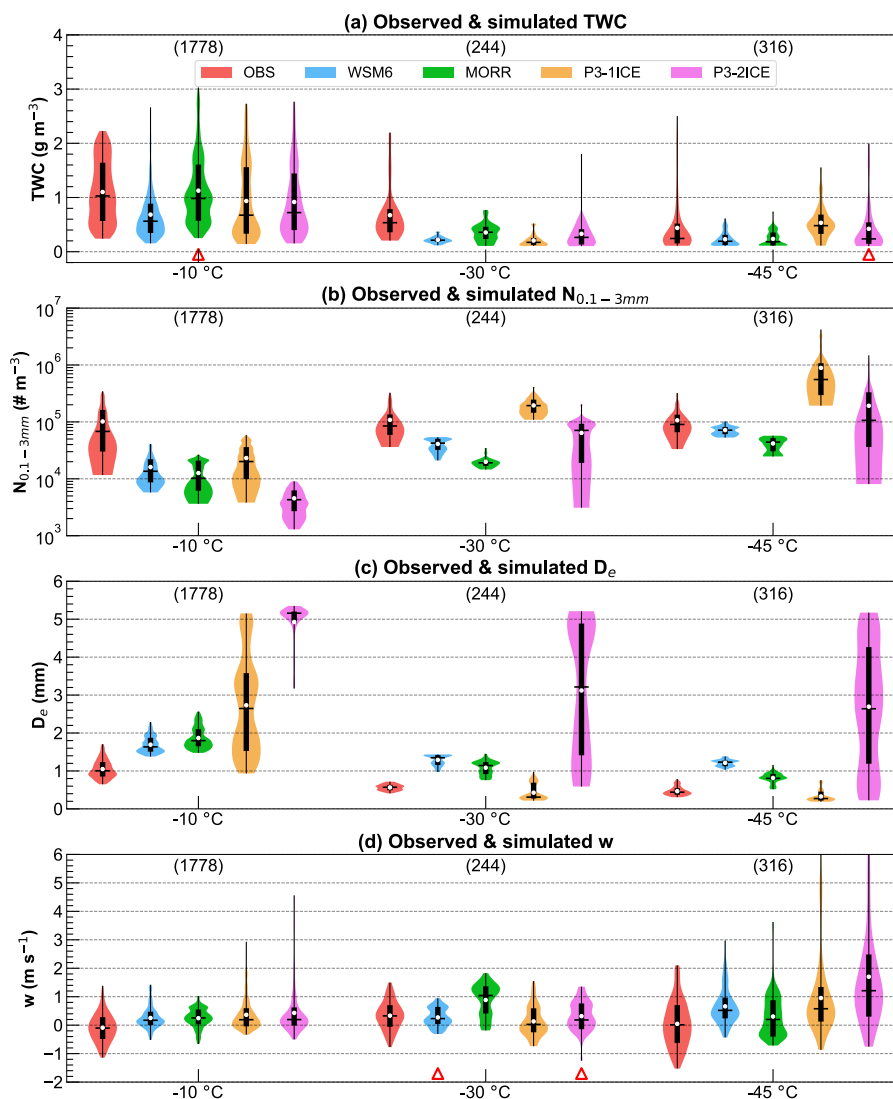 (a) Observed & simulated TWC
(1778) (244) (316)
OBS WSM6 MORR P3-1ICE P3-2ICE
4
3
2
1
0
TWC (g m⁻³)
-10 °C -30 °C -45 °C
(b) Observed & simulated N₀.₁₋₃ₘₘ
(1778) (244) (316)
10⁷
10⁶
10⁵
10⁴
10³
N₀.₁₋₃ₘₘ (# m⁻³)
-10 °C -30 °C -45 °C
(c) Observed & simulated Dₑ
(1778) (244) (316)
6
5
4
3
2
1
0
Dₑ (mm)
-10 °C -30 °C -45 °C
(d) Observed & simulated w
(1778) (244) (316)
6
5
4
3
2
1
0
−1
−2
w (m s⁻¹)
-10 °C -30 °C -45 °C